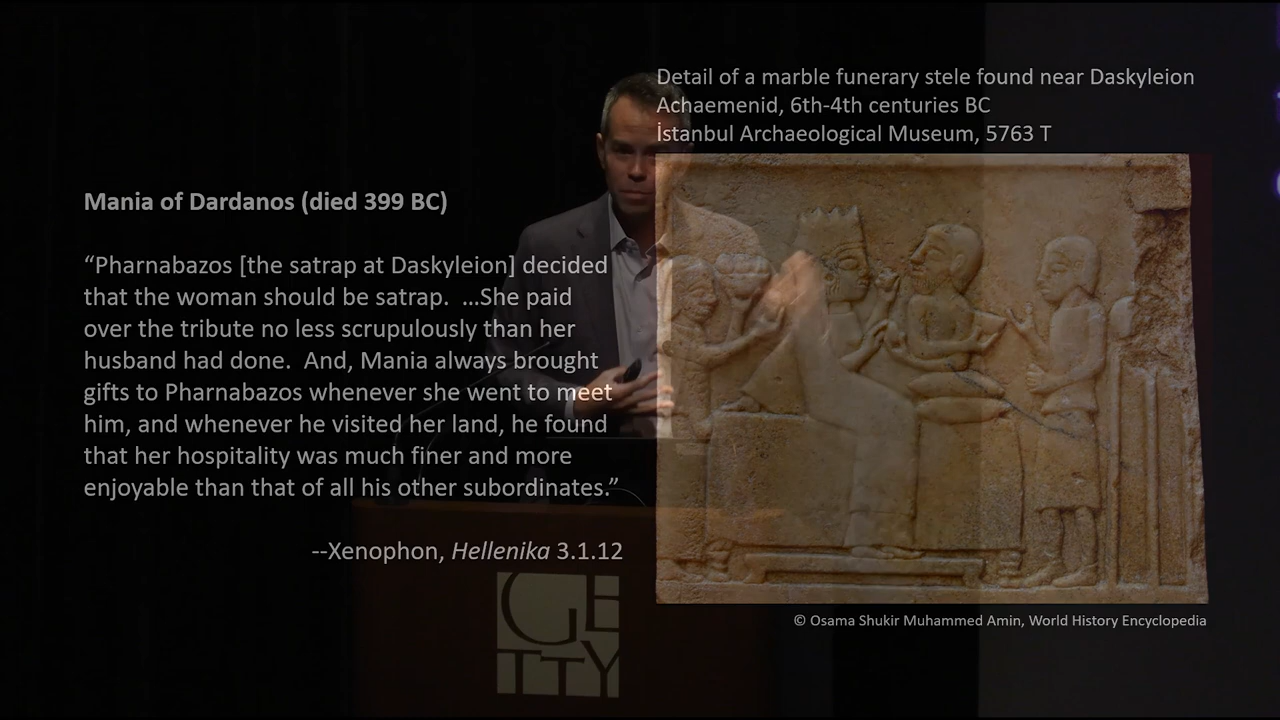 Detail of a marble funerary stele found near Daskyleion
Achaemenid, 6th-4th centuries BC
İstanbul Archaeological Museum, 5763 T
Mania of Dardanos (died 399 BC)
“Pharnabazos [the satrap at Daskyleion] decided
that the woman should be satrap.  …She paid
over the tribute no less scrupulously than her
husband had done.  And, Mania always brought
gifts to Pharnabazos whenever she went to meet
him, and whenever he visited her land, he found
that her hospitality was much finer and more
enjoyable than that of all his other subordinates.”
--Xenophon, Hellenika 3.1.12
© Osama Shukir Muhammed Amin, World History Encyclopedia
GE
TTY